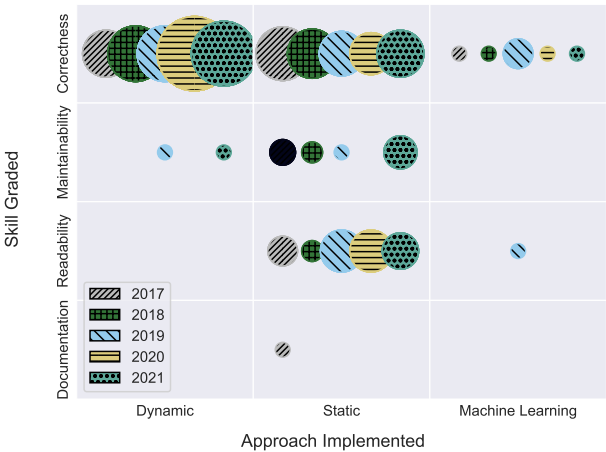 Skill Graded
Correctness
Maintainability
Readability
Documentation
2017
2018
2019
2020
2021
Dynamic
Static
Machine Learning
Approach Implemented